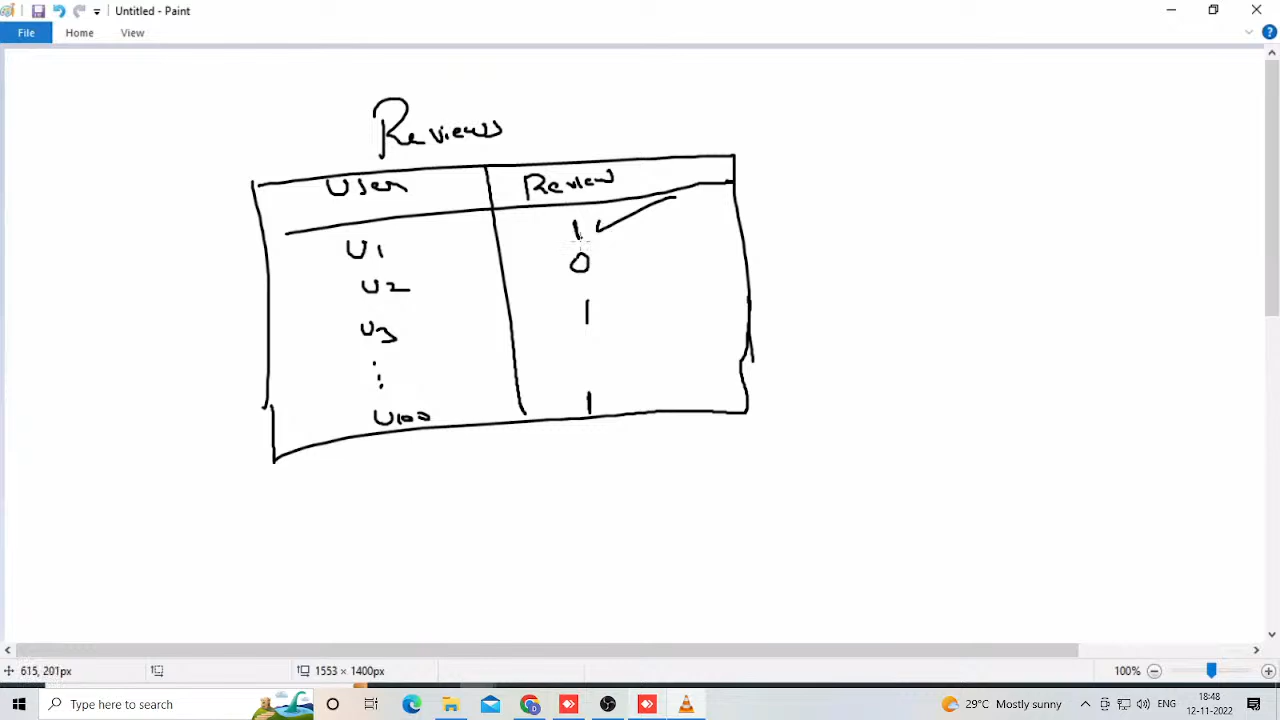 Untitled - Paint
File Home View
Reviews
User Review
U1 1
U2 0
U3 1
⋮
U100 1
615, 201px 1553 × 1400px 100%
Type here to search 29°C Mostly sunny 18:48
12-11-2022